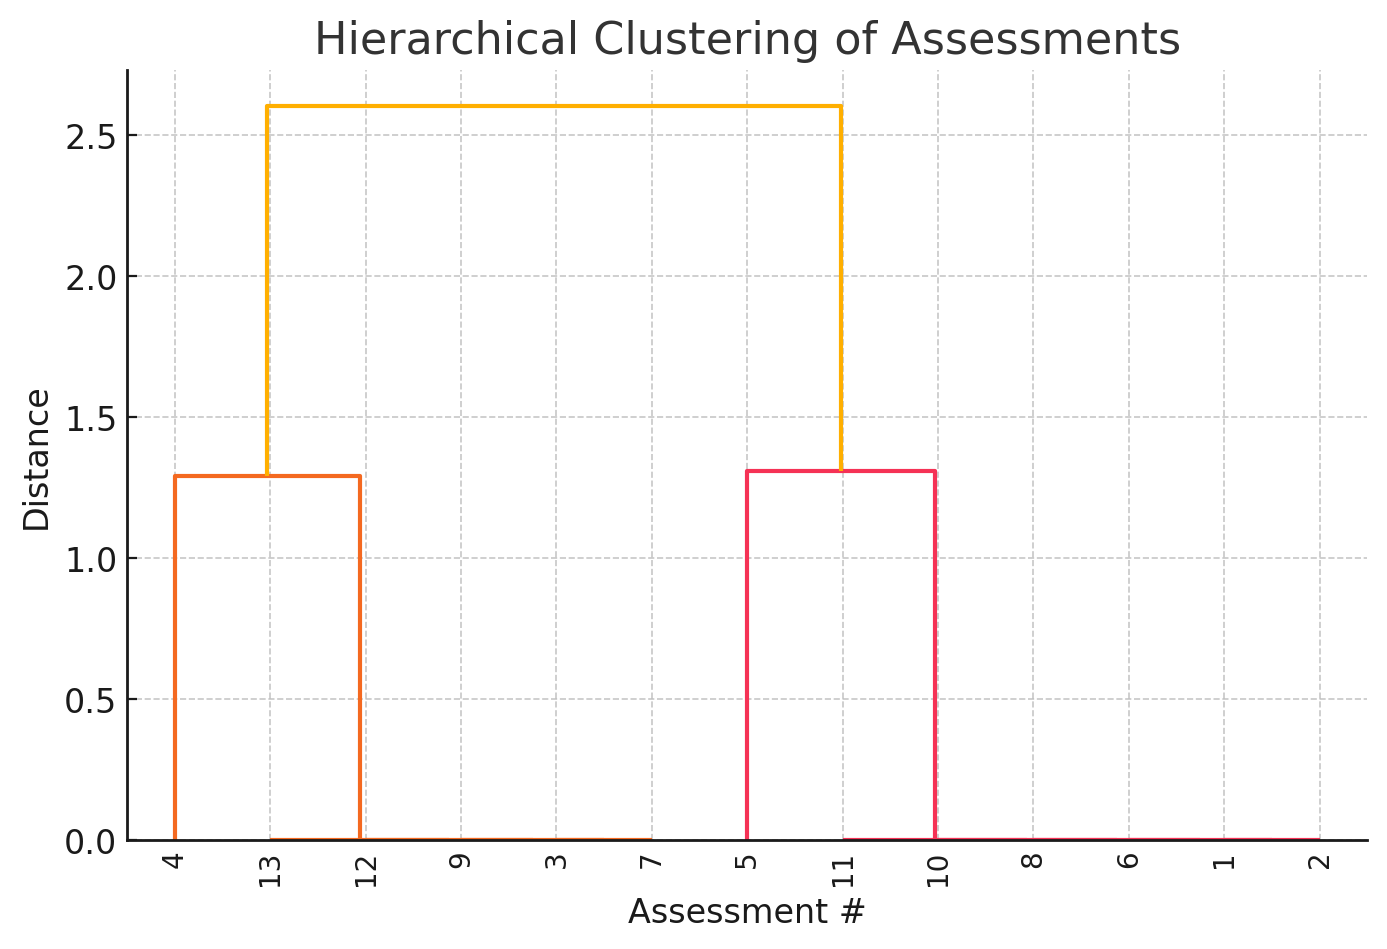 Hierarchical Clustering of Assessments
Distance
2.5
2.0
1.5
1.0
0.5
0.0
4 13 12 9 3 7 5 11 10 8 6 1 2
Assessment #